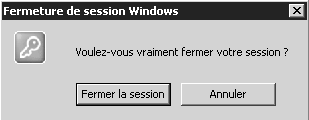 Fermeture de session Windows
Voulez-vous vraiment fermer votre session ?
Fermer la session
Annuler